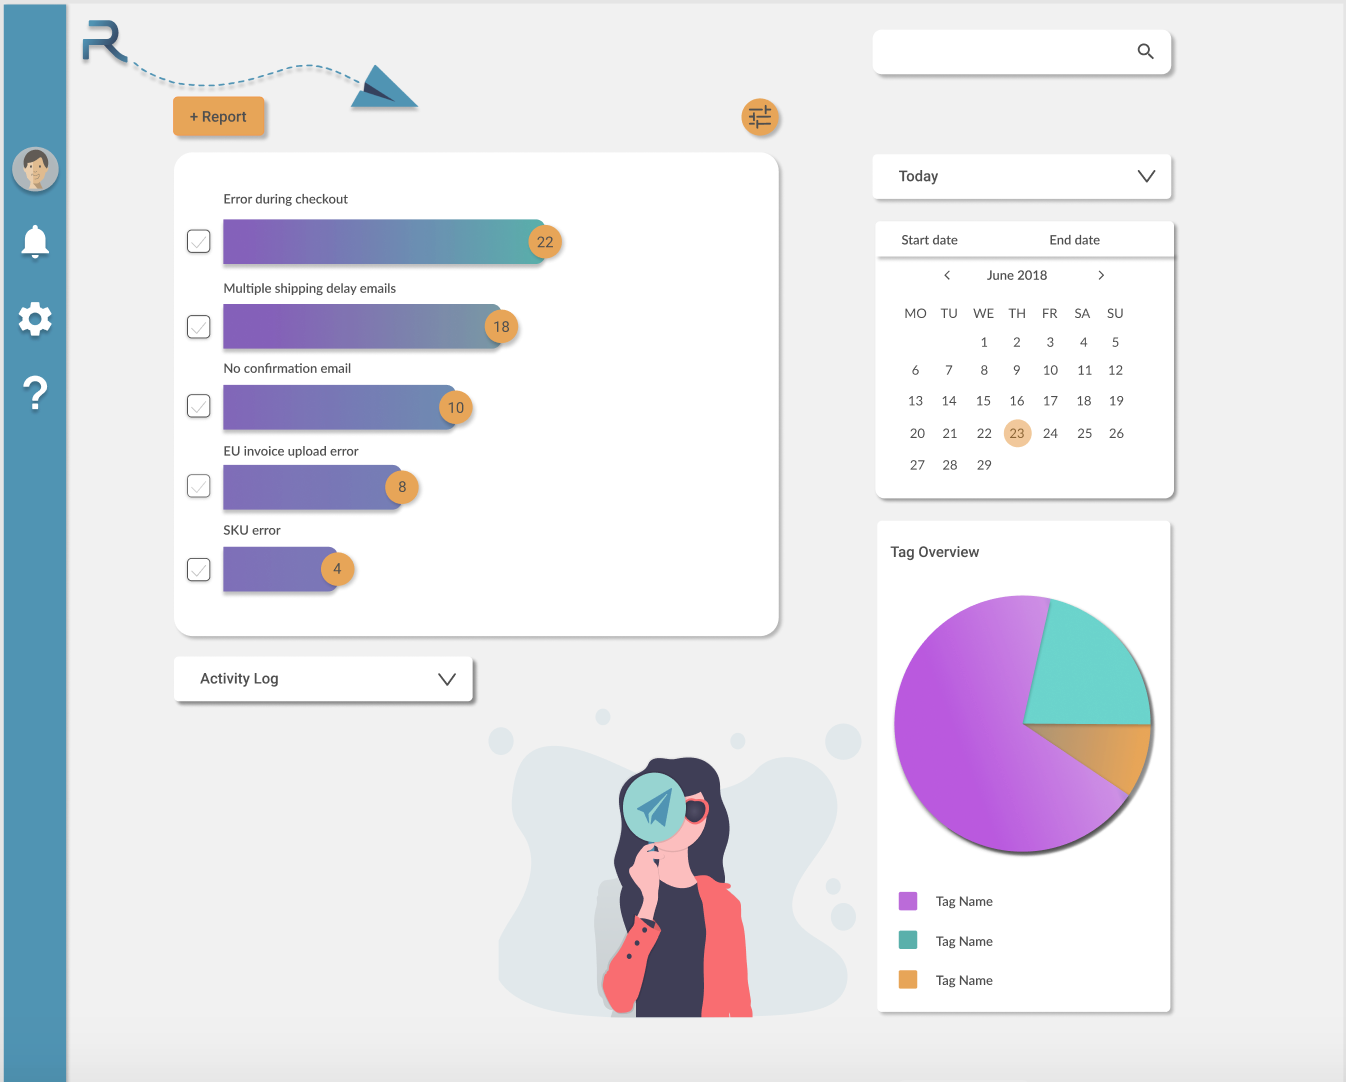 R
+ Report
Error during checkout
22
Multiple shipping delay emails
18
No confirmation email
10
EU invoice upload error
8
SKU error
4
Activity Log
?
Today
Start date End date
< June 2018 >
MO TU WE TH FR SA SU
1 2 3 4 5
6 7 8 9 10 11 12
13 14 15 16 17 18 19
20 21 22 23 24 25 26
27 28 29
Tag Overview
Tag Name
Tag Name
Tag Name